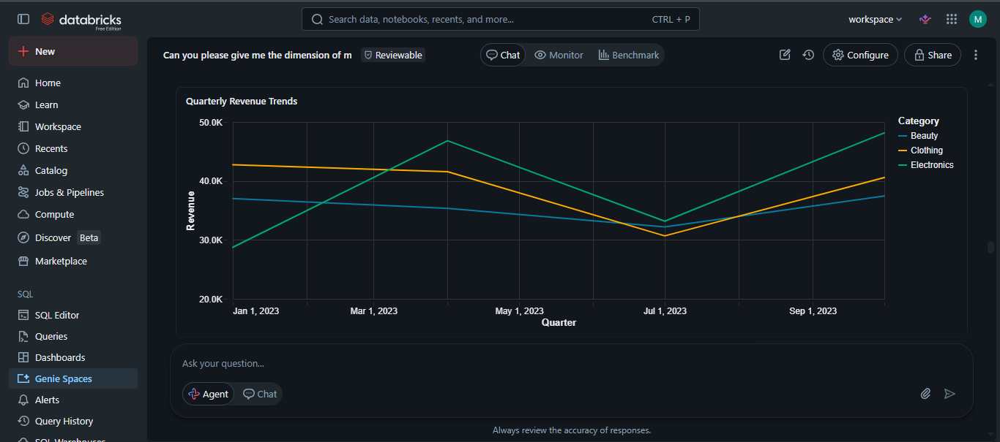 databricks
Free Edition
Search data, notebooks, recents, and more...
CTRL + P
workspace
M
New
Home
Learn
Workspace
Recents
Catalog
Jobs & Pipelines
Compute
Discover Beta
Marketplace
SQL
SQL Editor
Queries
Dashboards
Genie Spaces
Alerts
Query History
SQL Warehouses
Can you please give me the dimension of m
Reviewable
Chat
Monitor
Benchmark
Configure
Share
Quarterly Revenue Trends
50.0K
40.0K
30.0K
20.0K
Revenue
Jan 1, 2023
Mar 1, 2023
May 1, 2023
Jul 1, 2023
Sep 1, 2023
Quarter
Category
Beauty
Clothing
Electronics
Ask your question...
Agent
Chat
Always review the accuracy of responses.